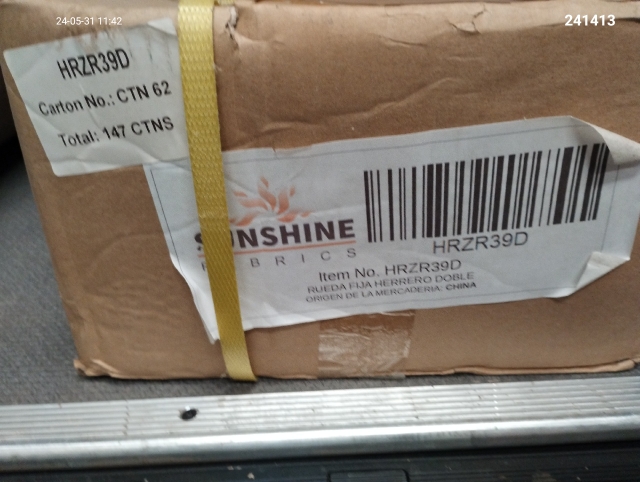 24-05-31 11:42
241413
HRZR39D
Carton No.: CTN 62
Total: 147 CTNS
SUNSHINE
FABRICS
HRZR39D
Item No. HRZR39D
RUEDA FIJA HERRERO DOBLE
ORIGEN DE LA MERCADERIA: CHINA